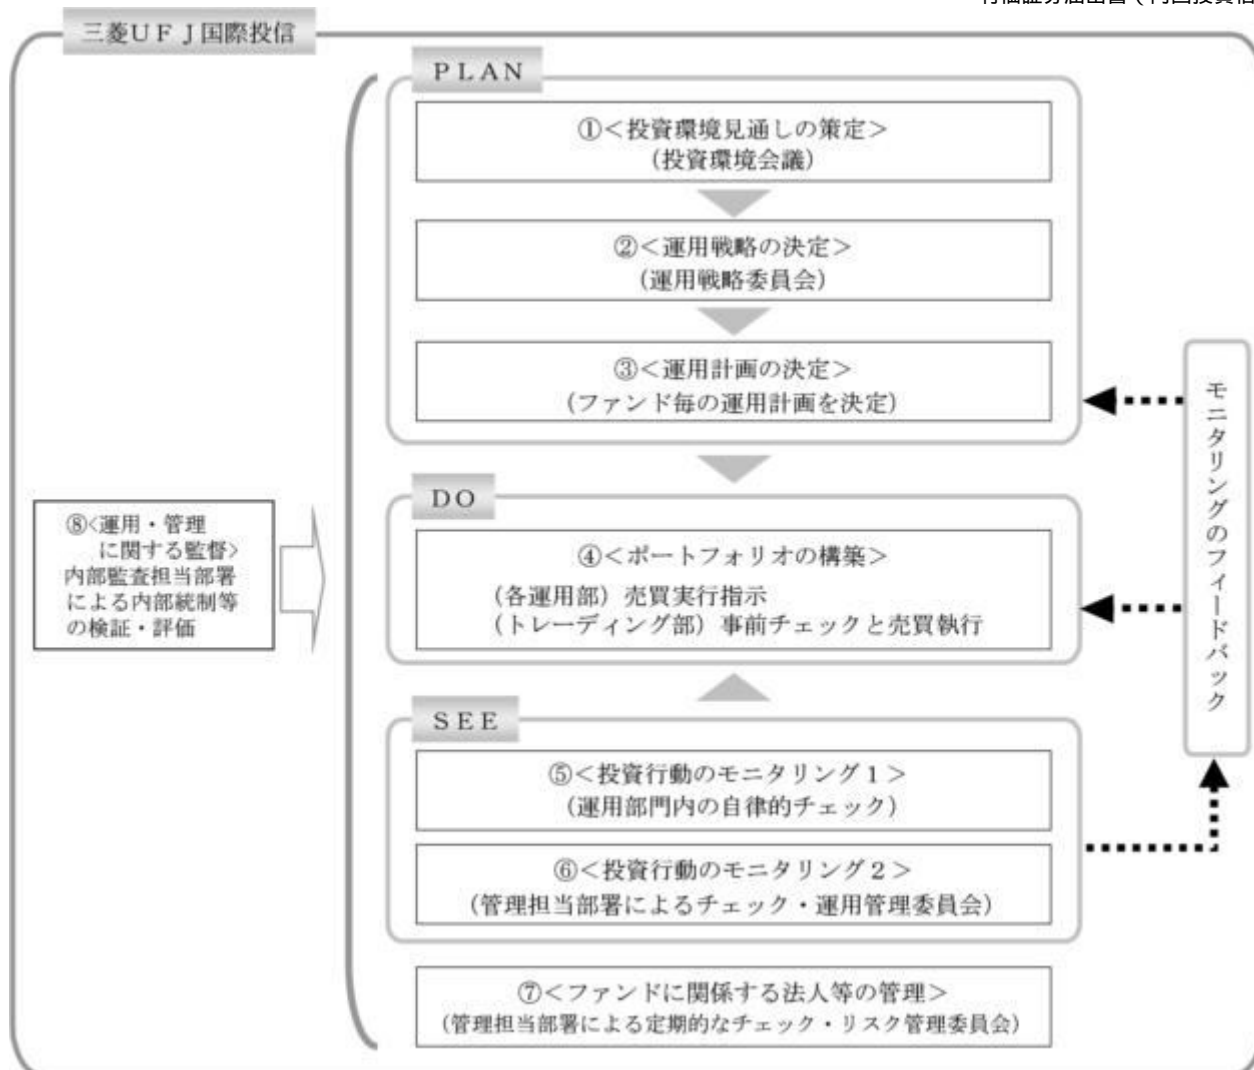 三菱UFJ国際投信
PLAN
①<投資環境見通しの策定>
(投資環境会議)
②<運用戦略の決定>
(運用戦略委員会)
③<運用計画の決定>
(ファンド毎の運用計画を決定)
DO
④<ポートフォリオの構築>
(各運用部)売買実行指示
(トレーディング部)事前チェックと売買執行
SEE
⑤<投資行動のモニタリング1>
(運用部門内の自律的チェック)
⑥<投資行動のモニタリング2>
(管理担当部署によるチェック・運用管理委員会)
⑦<ファンドに関係する法人等の管理>
(管理担当部署による定期的なチェック・リスク管理委員会)
⑧<運用・管理
に関する監督>
内部監査担当部署
による内部統制等
の検証・評価
モニタリングのフィードバック